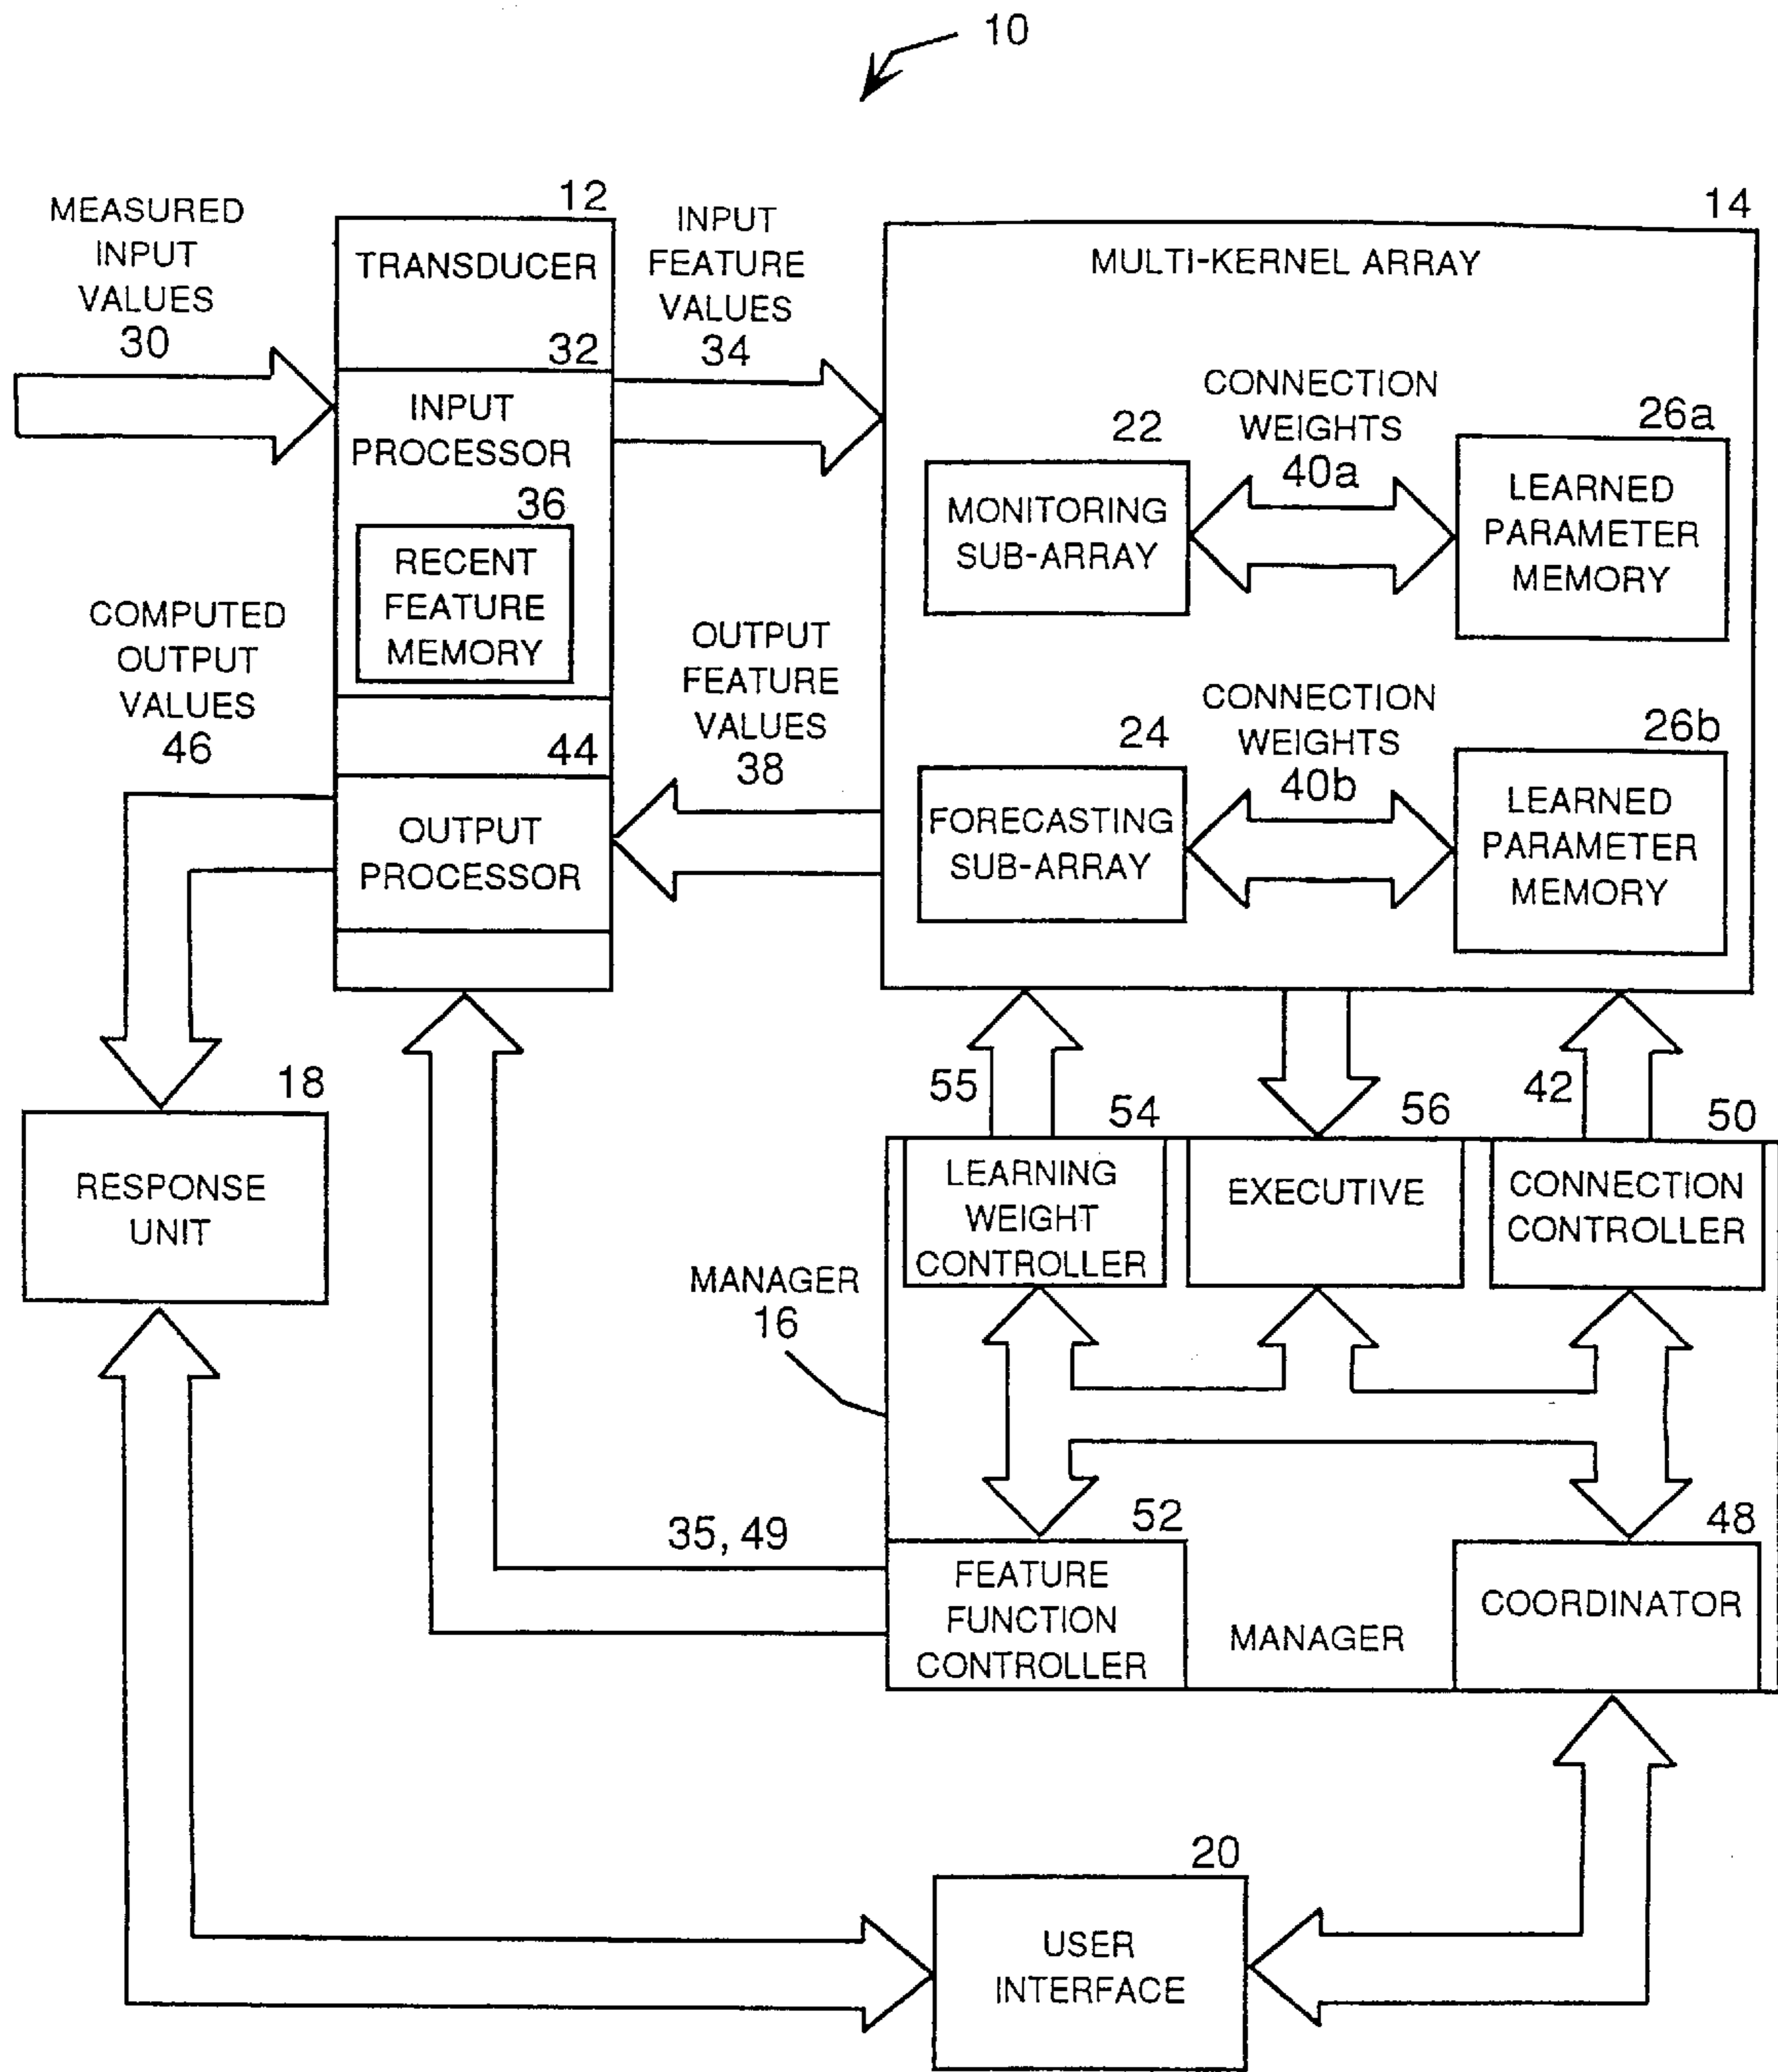 10
MEASURED
INPUT
VALUES
30
12
TRANSDUCER
INPUT
FEATURE
VALUES
34
14
MULTI-KERNEL ARRAY
32
INPUT
PROCESSOR
36
RECENT
FEATURE
MEMORY
22
MONITORING
SUB-ARRAY
CONNECTION
WEIGHTS
40a
26a
LEARNED
PARAMETER
MEMORY
COMPUTED
OUTPUT
VALUES
46
44
OUTPUT
PROCESSOR
OUTPUT
FEATURE
VALUES
38
24
FORECASTING
SUB-ARRAY
CONNECTION
WEIGHTS
40b
26b
LEARNED
PARAMETER
MEMORY
18
RESPONSE
UNIT
55
54
LEARNING
WEIGHT
CONTROLLER
56
EXECUTIVE
42
50
CONNECTION
CONTROLLER
MANAGER
16
35, 49
52
FEATURE
FUNCTION
CONTROLLER
MANAGER
48
COORDINATOR
20
USER
INTERFACE